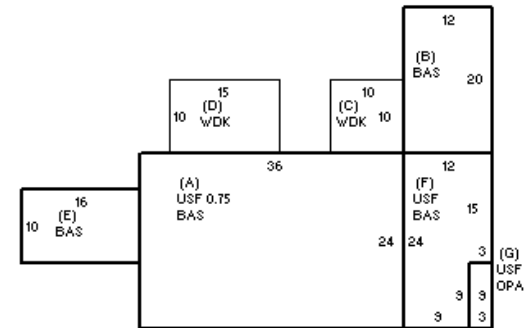 12
(B)
BAS
20
15
10
(D)
WDK
10
(C)
WDK
10
36
12
(A)
USF 0.75
BAS
(F)
USF
BAS
15
16
10
(E)
BAS
24
24
3
(G)
USF
OPA
9
9
9
3